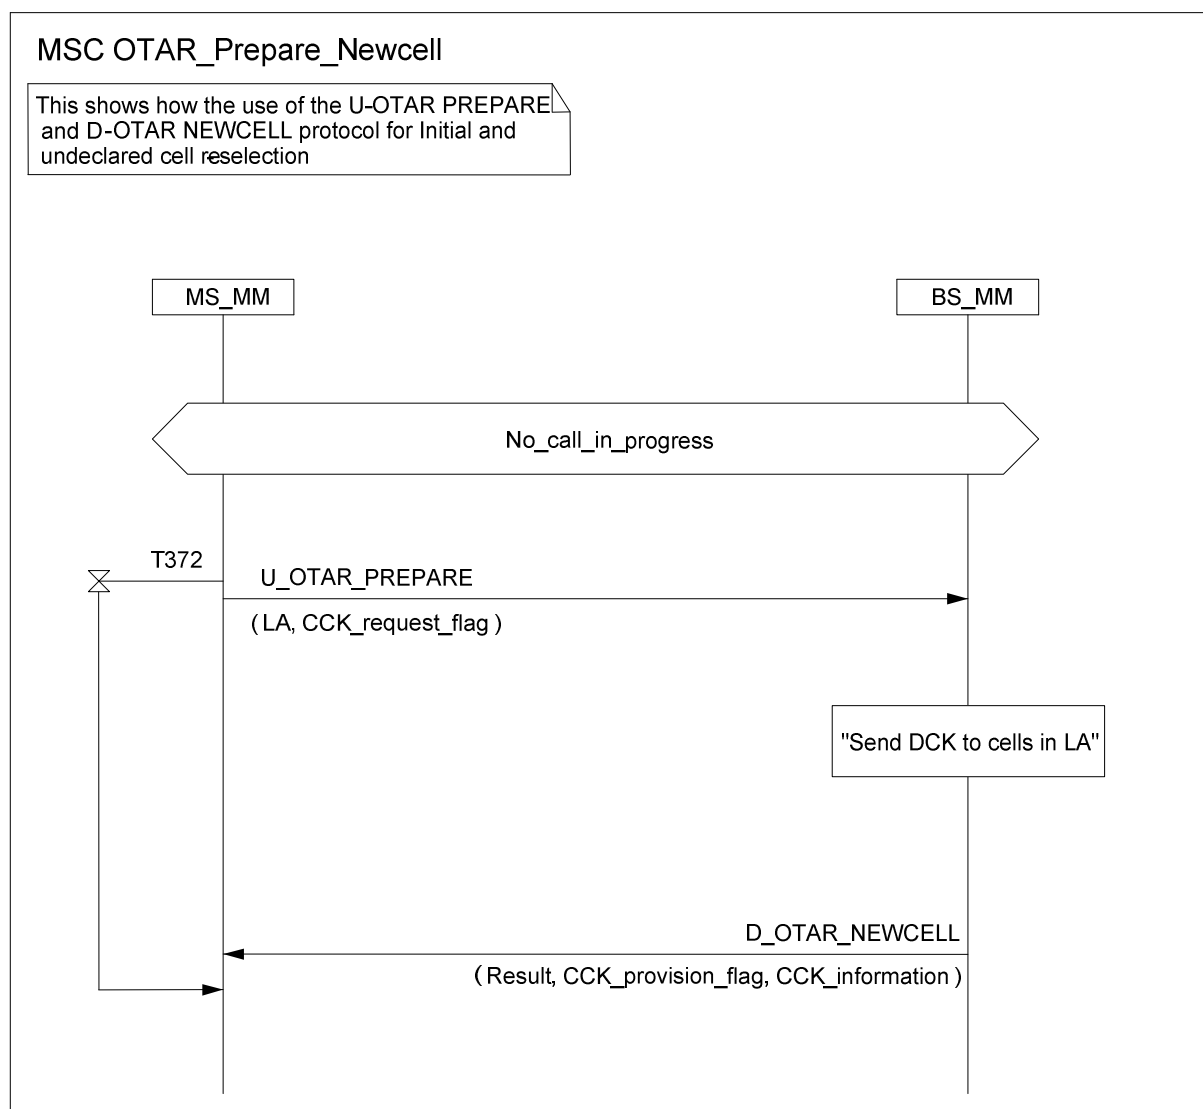 MSC OTAR_Prepare_Newcell
This shows how the use of the U-OTAR PREPARE
and D-OTAR NEWCELL protocol for Initial and
undeclared cell reselection
MS_MM
BS_MM
No_call_in_progress
T372
U_OTAR_PREPARE
(LA, CCK_request_flag)
"Send DCK to cells in LA"
D_OTAR_NEWCELL
(Result, CCK_provision_flag, CCK_information)